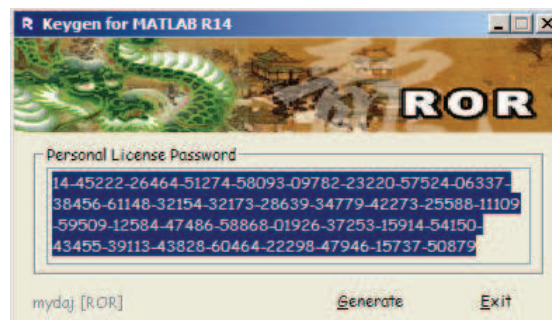 Keygen for MATLAB R14
ROR
Personal License Password
14-45222-26464-51274-58093-09782-23220-57524-06337-
38456-61148-32154-32173-28639-34779-42273-25588-11109
-59509-12584-47486-58868-01926-37253-15914-54150-
43455-39113-43828-60464-22298-47946-15737-50879
mydaj [ROR]
Generate
Exit